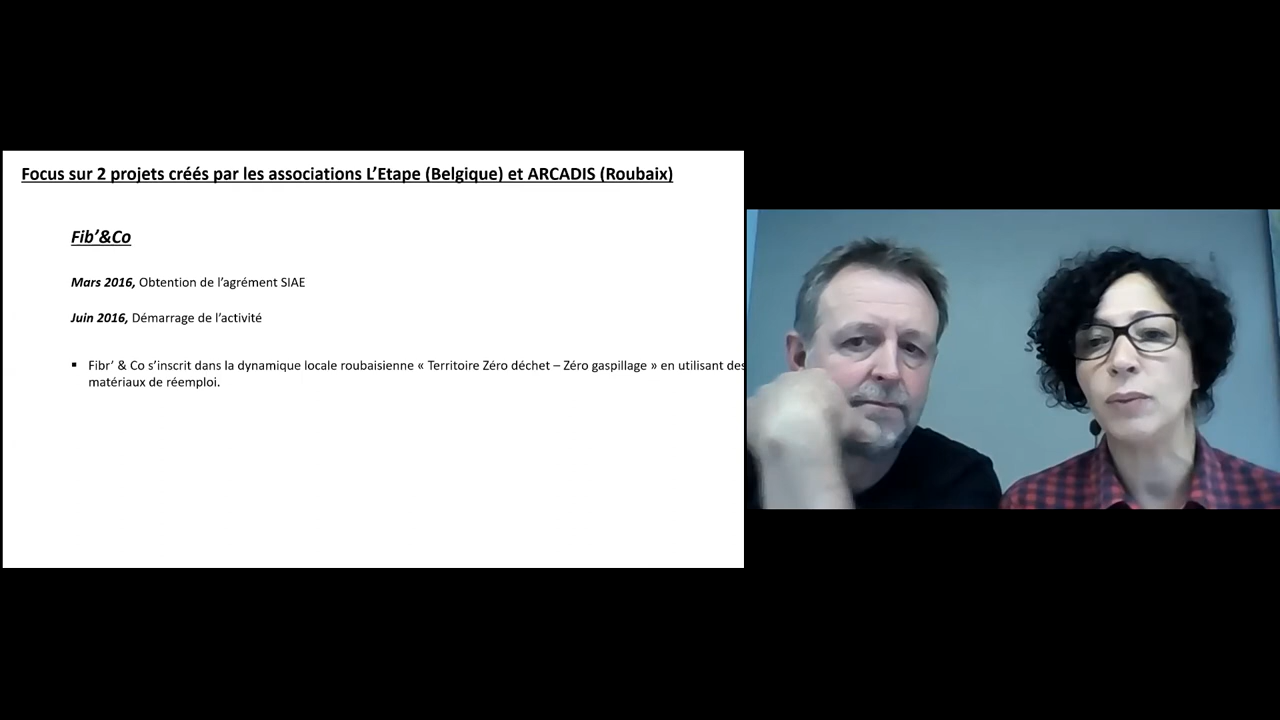 Focus sur 2 projets créés par les associations L’Etape (Belgique) et ARCADIS (Roubaix)
Fib’&Co
Mars 2016, Obtention de l’agrément SIAE
Juin 2016, Démarrage de l’activité
▪ Fibr’ & Co s’inscrit dans la dynamique locale roubaisienne « Territoire Zéro déchet – Zéro gaspillage » en utilisant des
matériaux de réemploi.